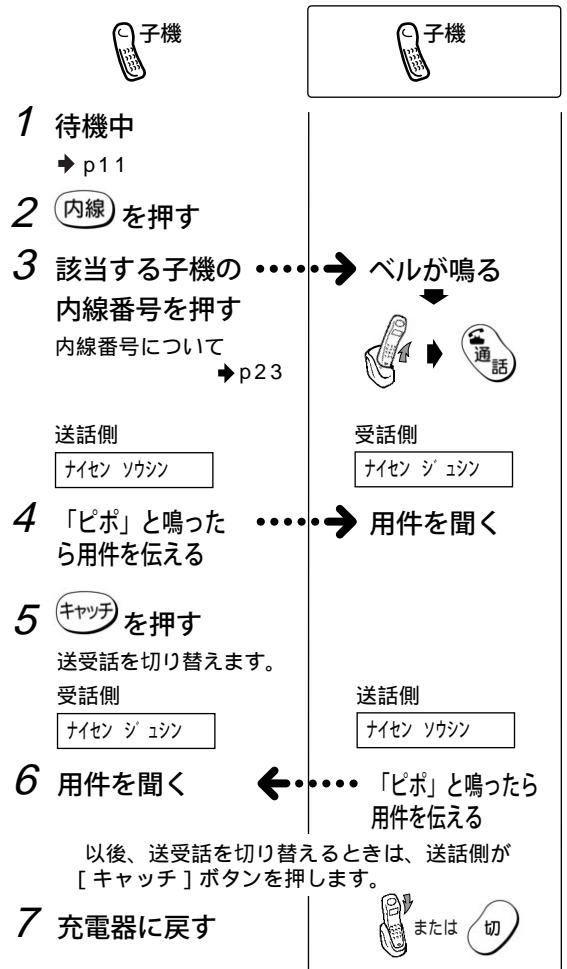 子機
子機
1 待機中
➔ p11
2 内線 を押す
3 該当する子機の
内線番号を押す
内線番号について
➔p23
ベルが鳴る
通話
送話側
ﾅｲｾﾝ ｿｳｼﾝ
受話側
ﾅｲｾﾝ ｼﾞｭｼﾝ
4 「ピポ」と鳴った
ら用件を伝える
用件を聞く
5 キャッチ を押す
送受話を切り替えます。
受話側
ﾅｲｾﾝ ｼﾞｭｼﾝ
送話側
ﾅｲｾﾝ ｿｳｼﾝ
6 用件を聞く
「ピポ」と鳴ったら
用件を伝える
以後、送受話を切り替えるときは、送話側が
[キャッチ]ボタンを押します。
7 充電器に戻す
または 切